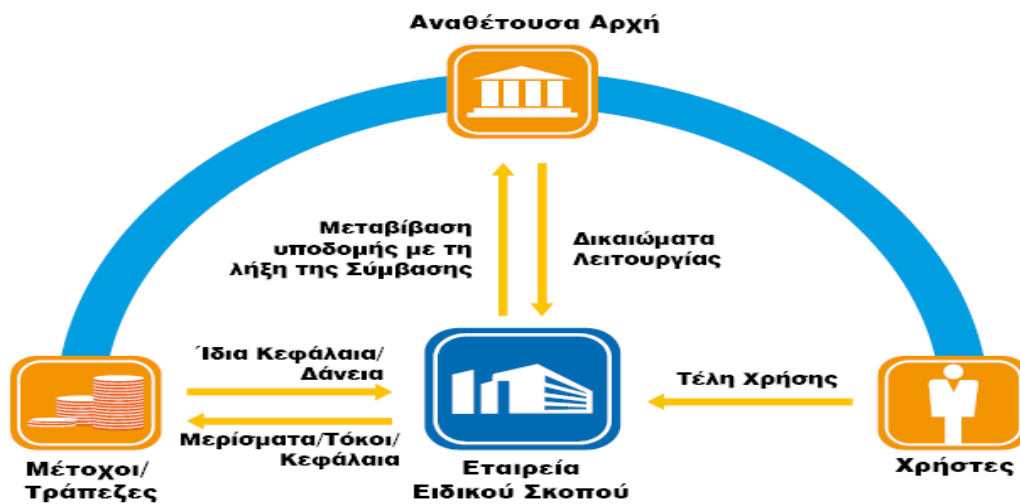 Αναθέτουσα Αρχή
Μεταβίβαση
υποδομής με τη
λήξη της Σύμβασης
Δικαιώματα
Λειτουργίας
Ίδια Κεφάλαια/
Δάνεια
Τέλη Χρήσης
Μερίσματα/Τόκοι/
Κεφάλαια
Μέτοχοι/
Τράπεζες
Εταιρεία
Ειδικού Σκοπού
Χρήστες